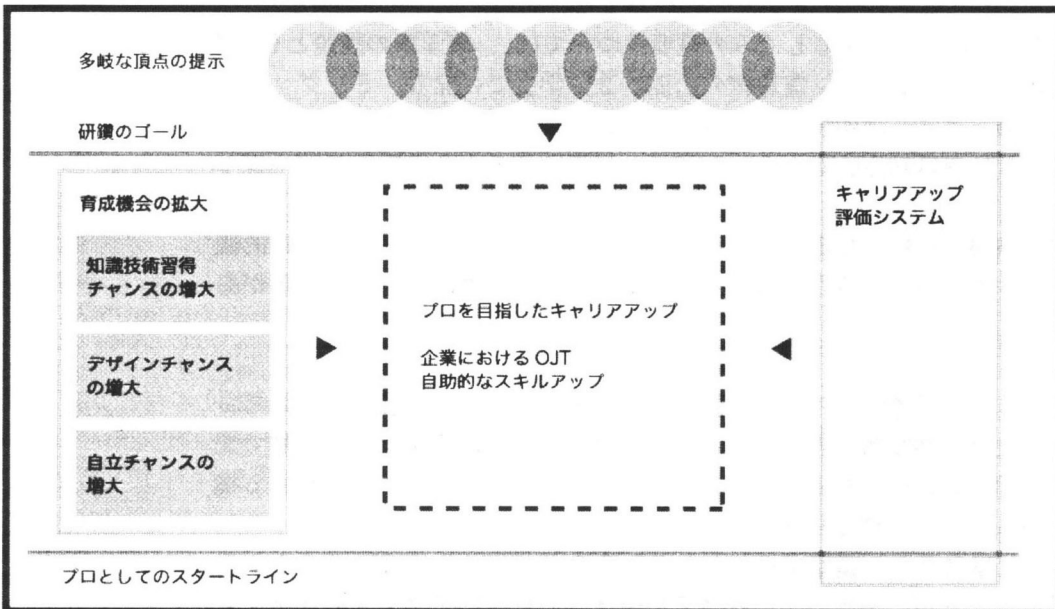 多岐な頂点の提示
研鑽のゴール
育成機会の拡大
知識技術習得
チャンスの増大
デザインチャンス
の増大
自立チャンスの
増大
プロを目指したキャリアアップ
企業におけるOJT
自助的なスキルアップ
キャリアアップ
評価システム
プロとしてのスタートライン